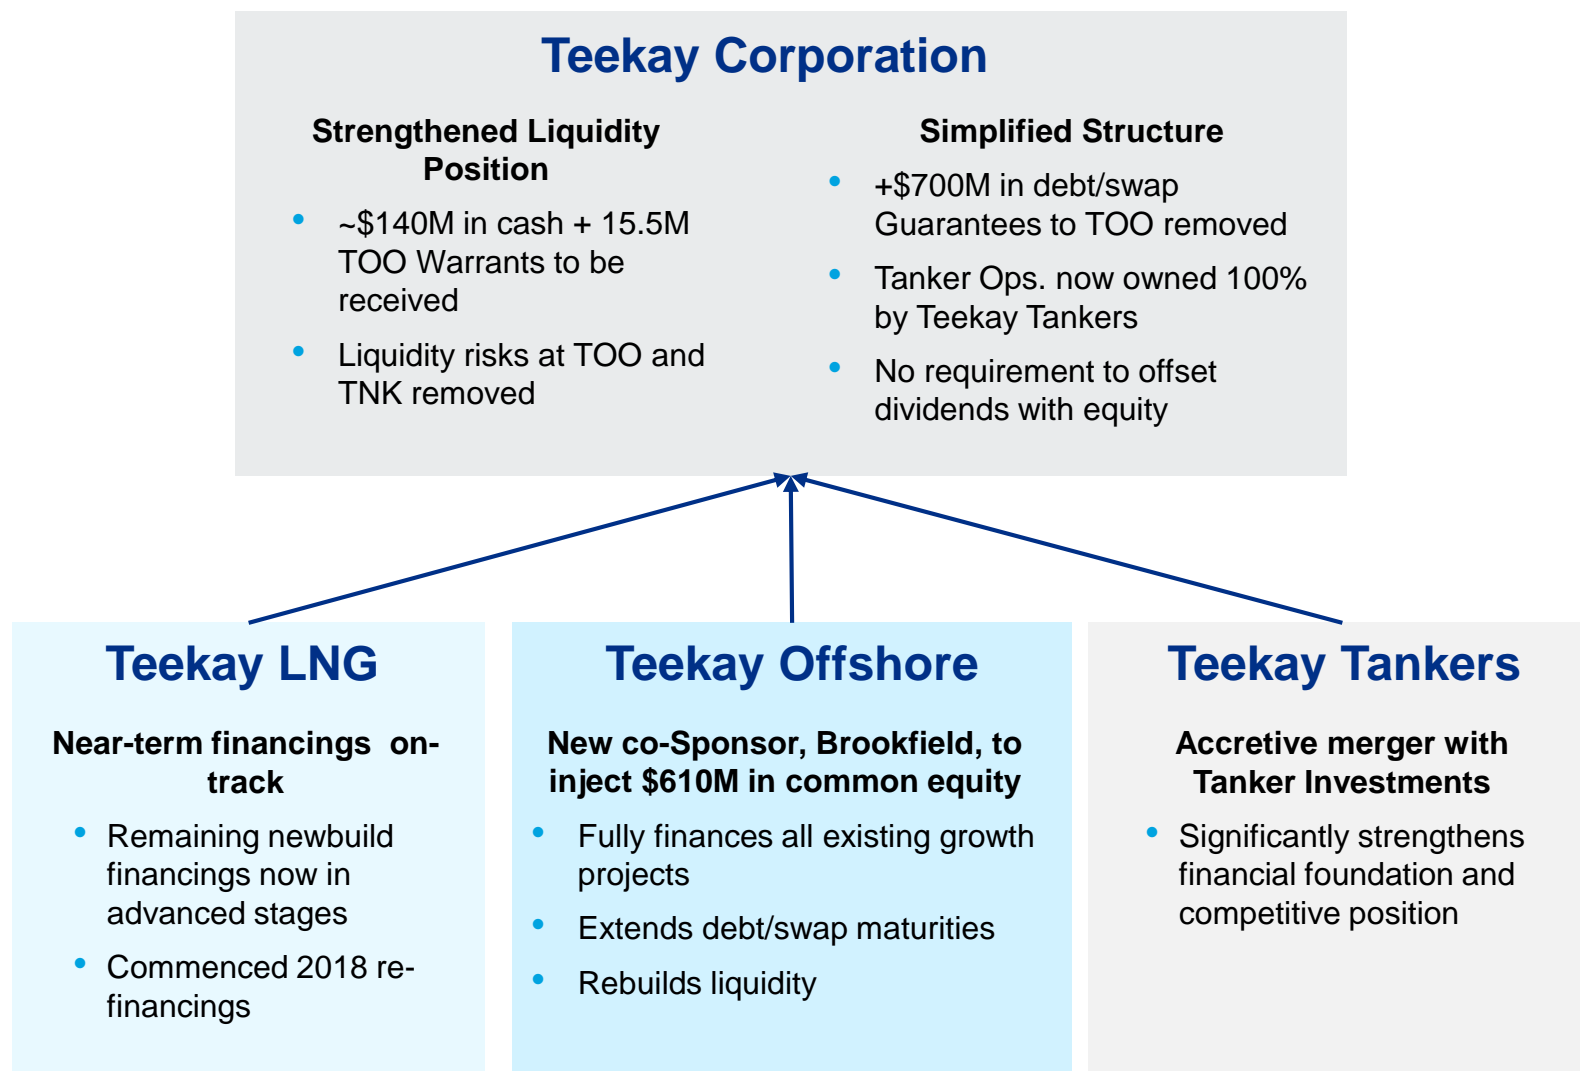 Teekay Corporation
Strengthened Liquidity
Position
• ~$140M in cash + 15.5M
TOO Warrants to be
received
• Liquidity risks at TOO and
TNK removed
Simplified Structure
• +$700M in debt/swap
Guarantees to TOO removed
• Tanker Ops. now owned 100%
by Teekay Tankers
• No requirement to offset
dividends with equity
Teekay LNG
Near-term financings  on-
track
• Remaining newbuild
financings now in
advanced stages
• Commenced 2018 re-
financings
Teekay Offshore
New co-Sponsor, Brookfield, to
inject $610M in common equity
• Fully finances all existing growth
projects
• Extends debt/swap maturities
• Rebuilds liquidity
Teekay Tankers
Accretive merger with
Tanker Investments
• Significantly strengthens
financial foundation and
competitive position